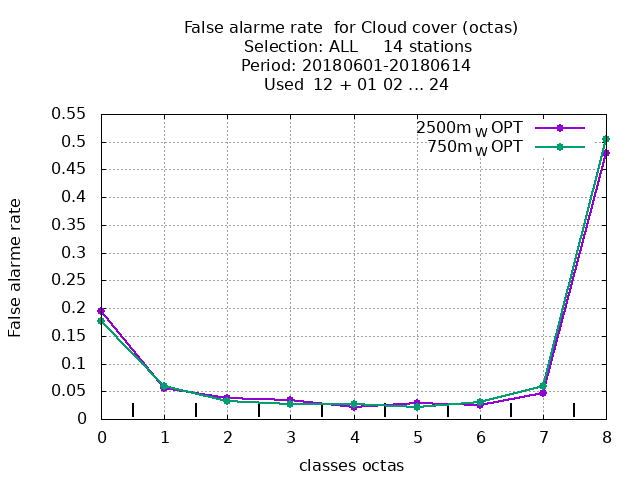 False alarme rate  for Cloud cover (octas)
Selection: ALL     14 stations
Period: 20180601-20180614
Used  12 + 01 02 ... 24
2500m_W OPT
750m_W OPT
0.55
0.5
0.45
0.4
0.35
0.3
0.25
0.2
0.15
0.1
0.05
0
False alarme rate
0 1 2 3 4 5 6 7 8
classes octas